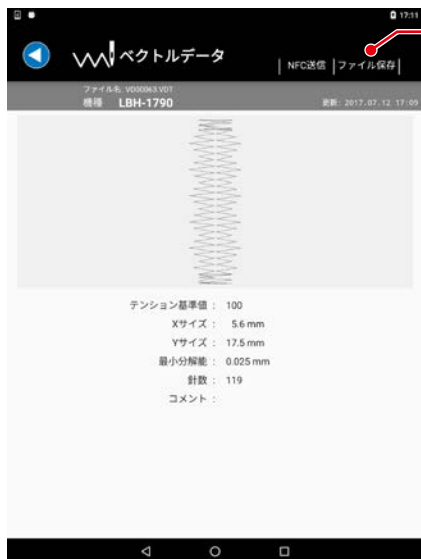 17:11
ベクトルデータ
NFC送信 ファイル保存
ファイル名: V000063.VDT
機種 LBH-1790 更新: 2017.07.12 17:09
テンション基準値: 100
Xサイズ: 5.6 mm
Yサイズ: 17.5 mm
最小分解能: 0.025 mm
針数: 119
コメント: